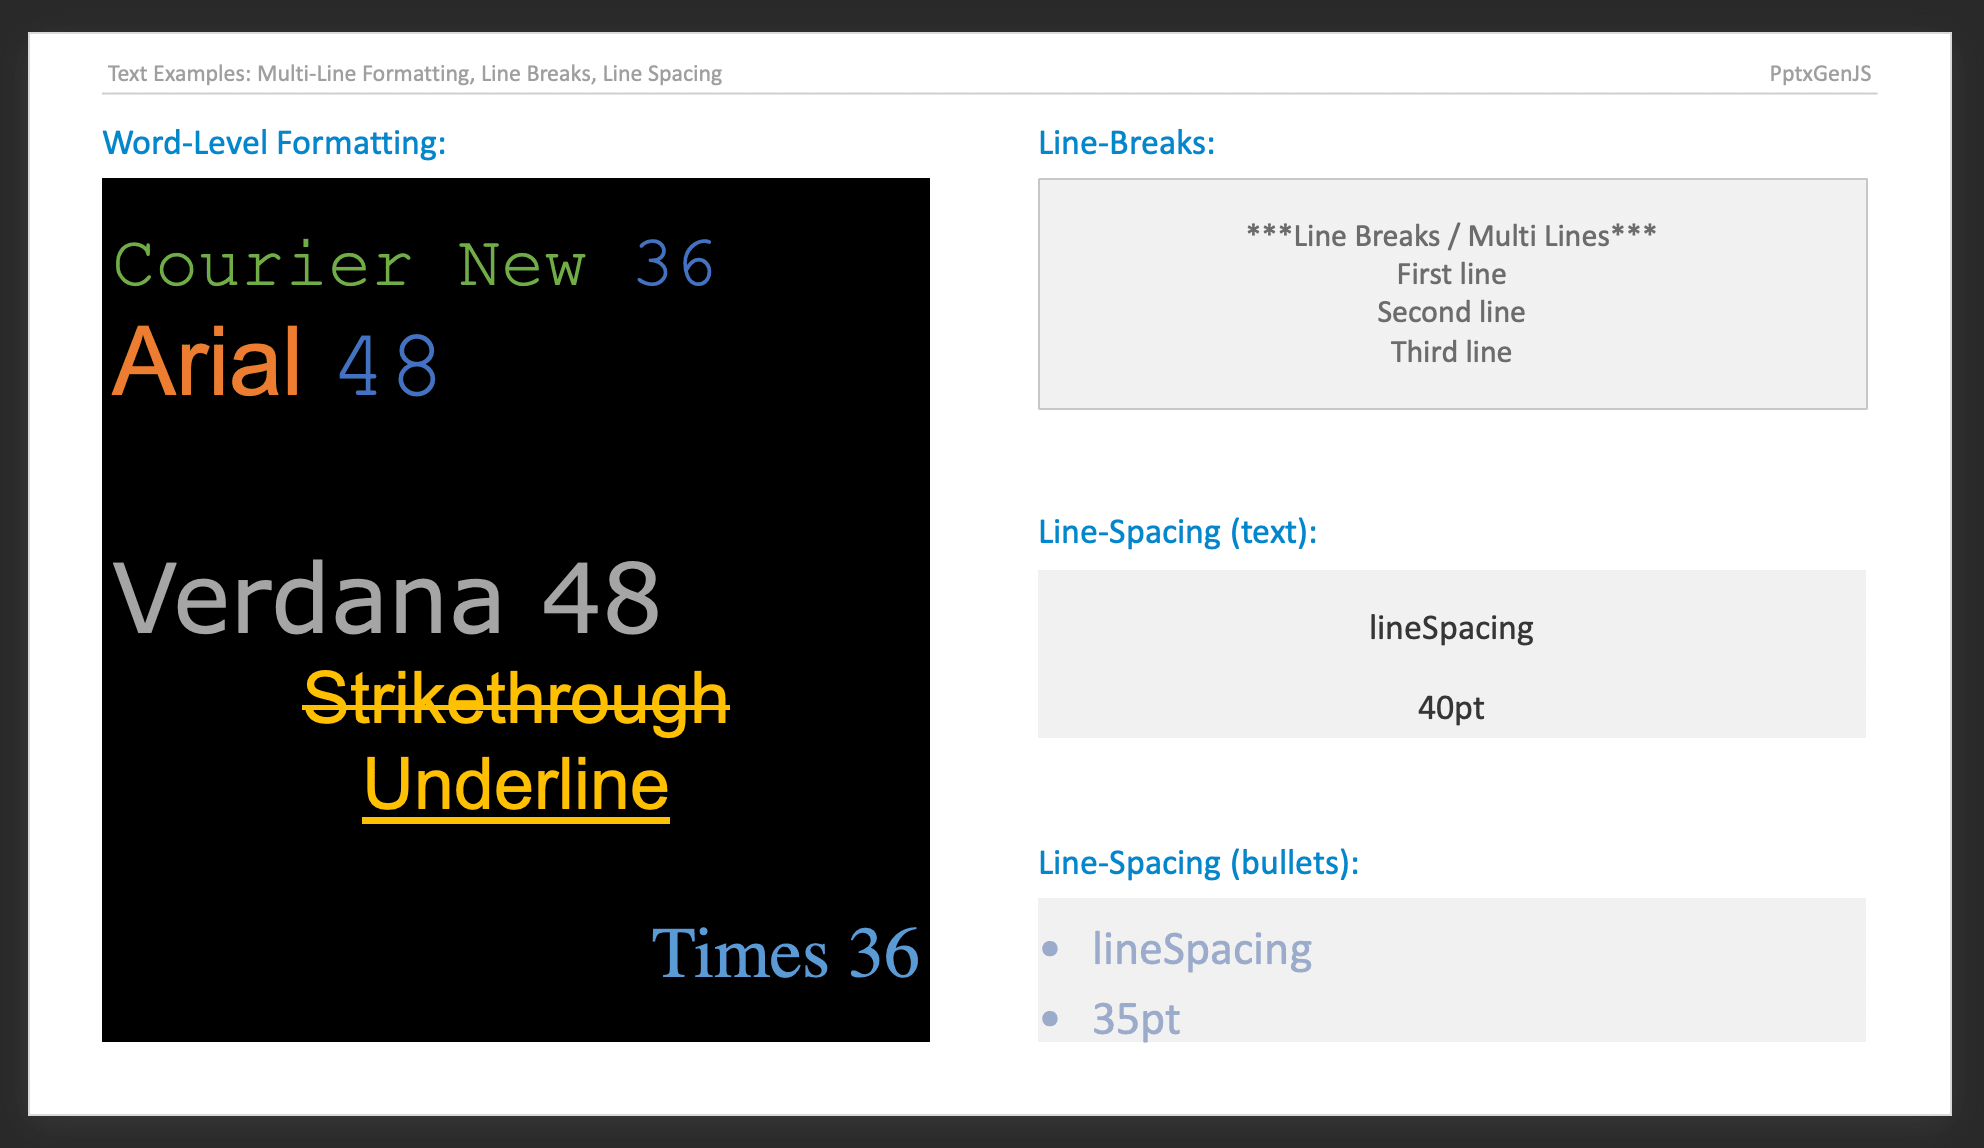 Text Examples: Multi-Line Formatting, Line Breaks, Line Spacing
PptxGenJS
Word-Level Formatting:
Courier New 36
Arial 48
Verdana 48
Strikethrough
Underline
Times 36
Line-Breaks:
***Line Breaks / Multi Lines***
First line
Second line
Third line
Line-Spacing (text):
lineSpacing
40pt
Line-Spacing (bullets):
• lineSpacing
• 35pt